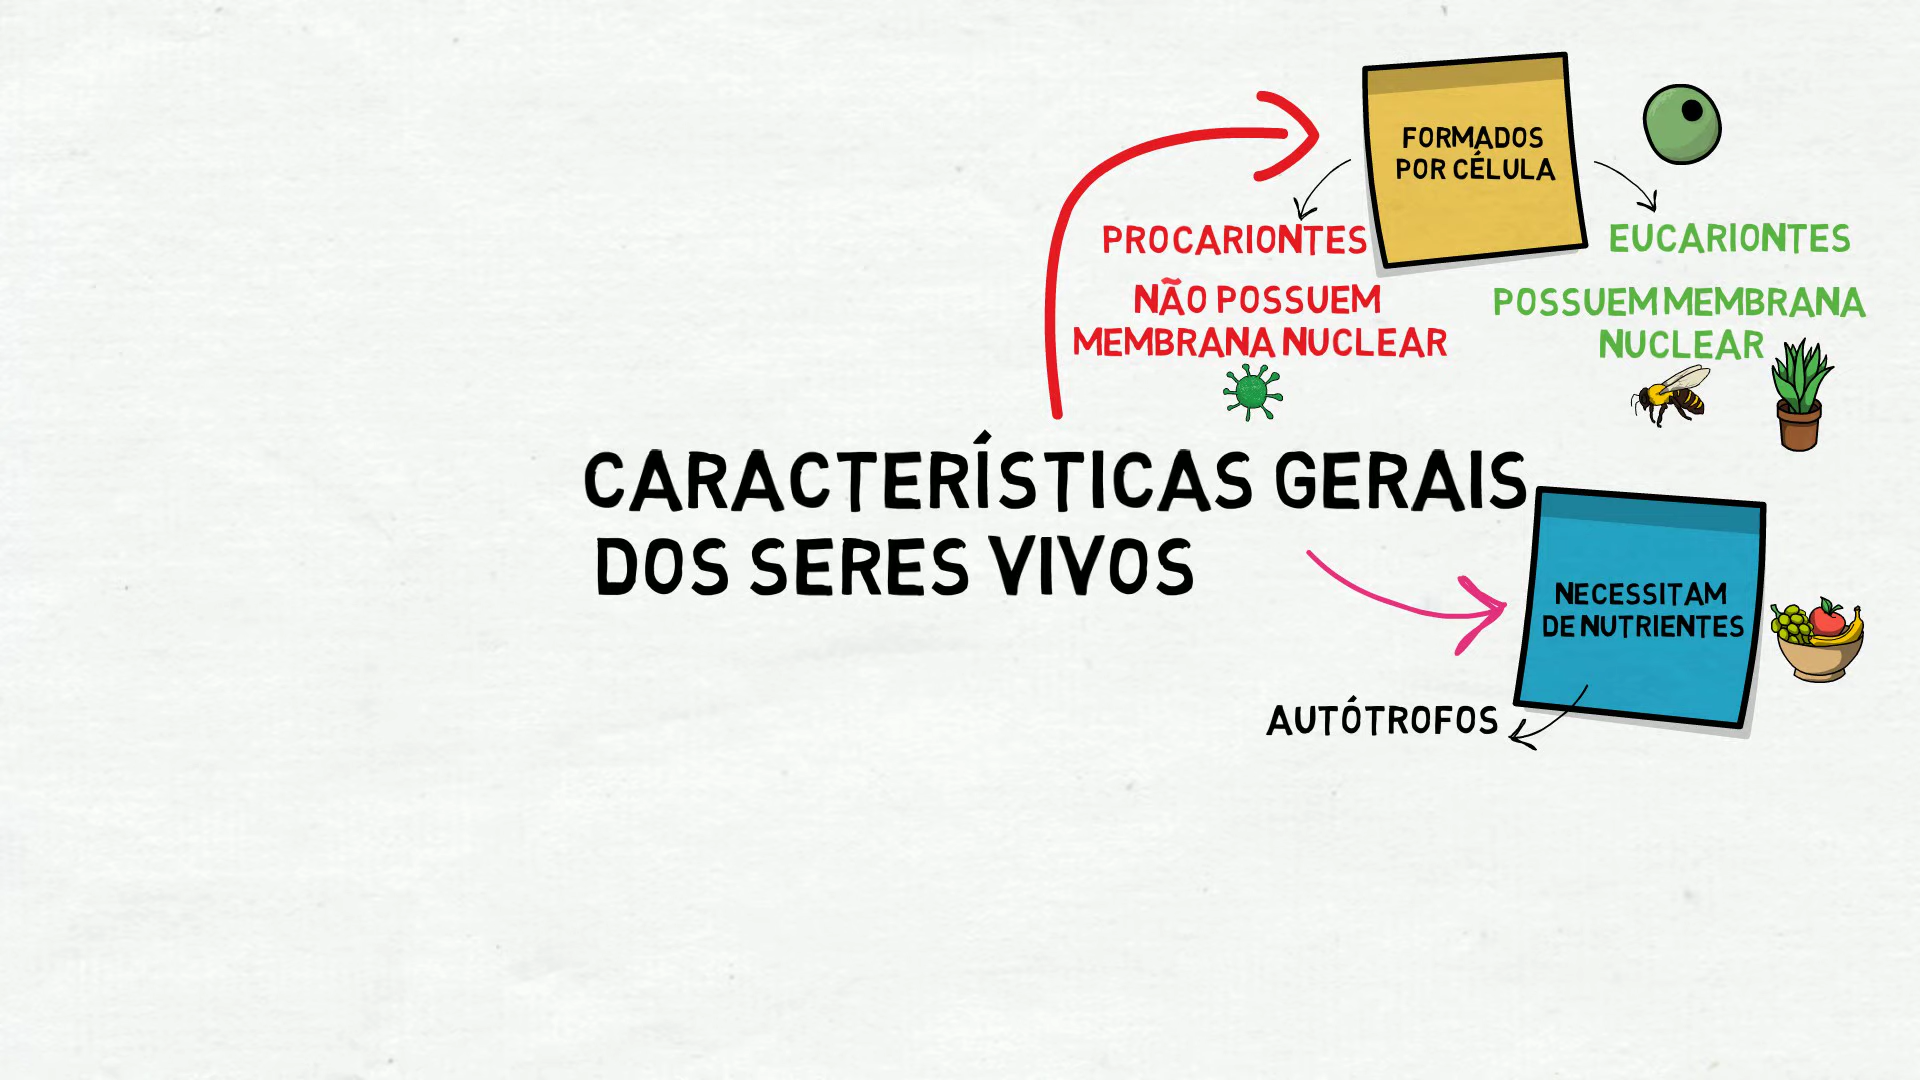 FORMADOS
POR CÉLULA
PROCARIONTES
NÃO POSSUEM
MEMBRANA NUCLEAR
EUCARIONTES
POSSUEM MEMBRANA
NUCLEAR
CARACTERÍSTICAS GERAIS
DOS SERES VIVOS
NECESSITAM
DE NUTRIENTES
AUTÓTROFOS